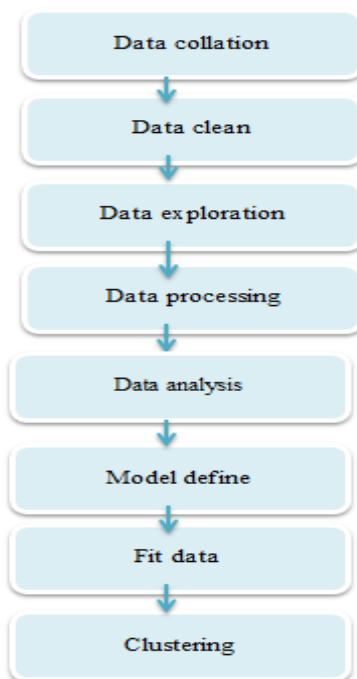 Data collation
Data clean
Data exploration
Data processing
Data analysis
Model define
Fit data
Clustering